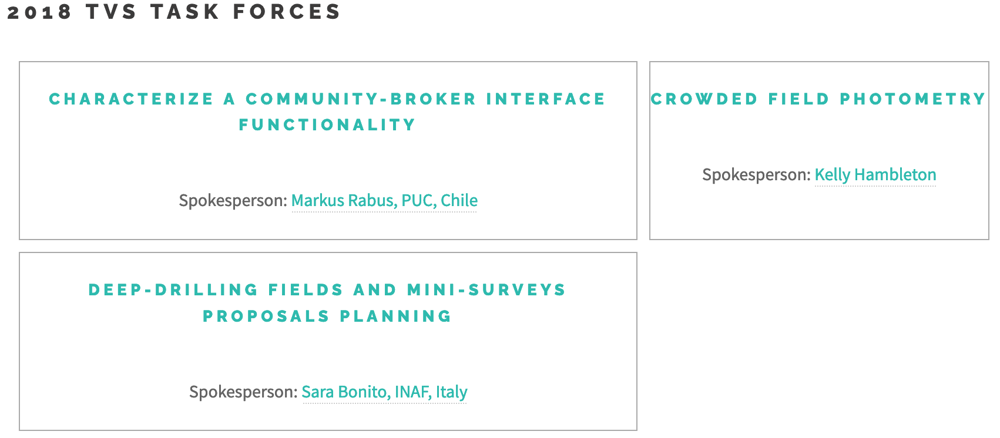 2018 TVS TASK FORCES
CHARACTERIZE A COMMUNITY-BROKER INTERFACE
FUNCTIONALITY
Spokesperson: Markus Rabus, PUC, Chile
CROWDED FIELD PHOTOMETRY
Spokesperson: Kelly Hambleton
DEEP-DRILLING FIELDS AND MINI-SURVEYS
PROPOSALS PLANNING
Spokesperson: Sara Bonito, INAF, Italy